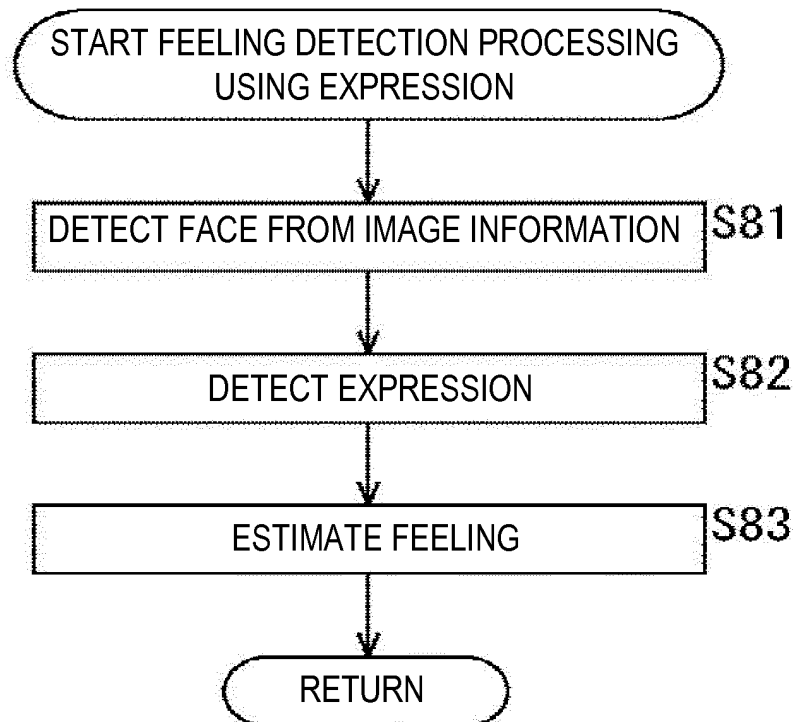 START FEELING DETECTION PROCESSING
USING EXPRESSION
DETECT FACE FROM IMAGE INFORMATION S81
DETECT EXPRESSION S82
ESTIMATE FEELING S83
RETURN